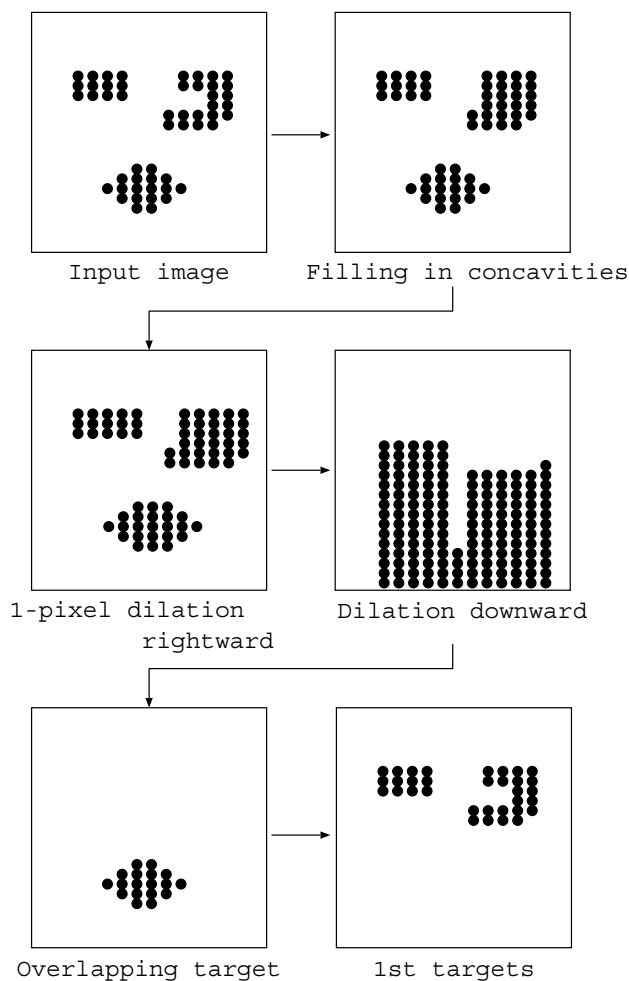 Input image
Filling in concavities
1-pixel dilation
rightward
Dilation downward
Overlapping target
1st targets